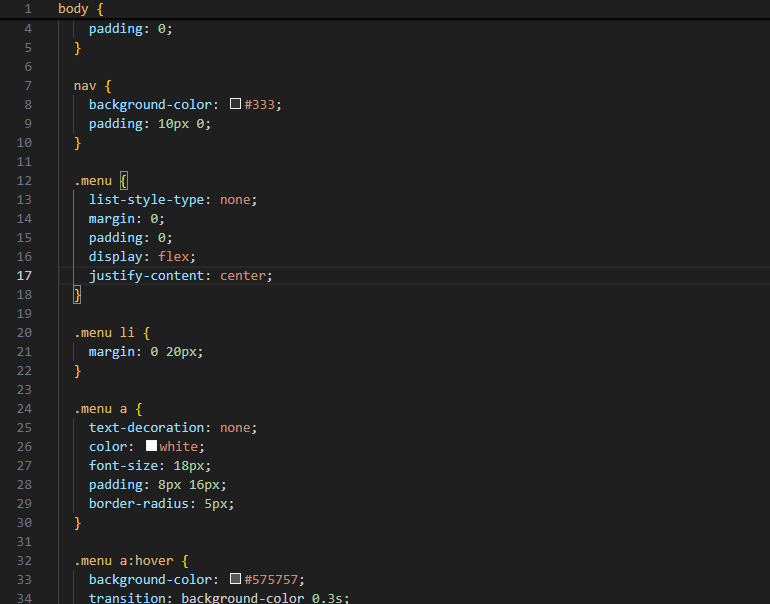 1 body {
4 padding: 0;
5 }
6
7 nav {
8 background-color: #333;
9 padding: 10px 0;
10 }
11
12 .menu {
13 list-style-type: none;
14 margin: 0;
15 padding: 0;
16 display: flex;
17 justify-content: center;
18 }
19
20 .menu li {
21 margin: 0 20px;
22 }
23
24 .menu a {
25 text-decoration: none;
26 color: white;
27 font-size: 18px;
28 padding: 8px 16px;
29 border-radius: 5px;
30 }
31
32 .menu a:hover {
33 background-color: #575757;
34 transition: background-color 0.3s;